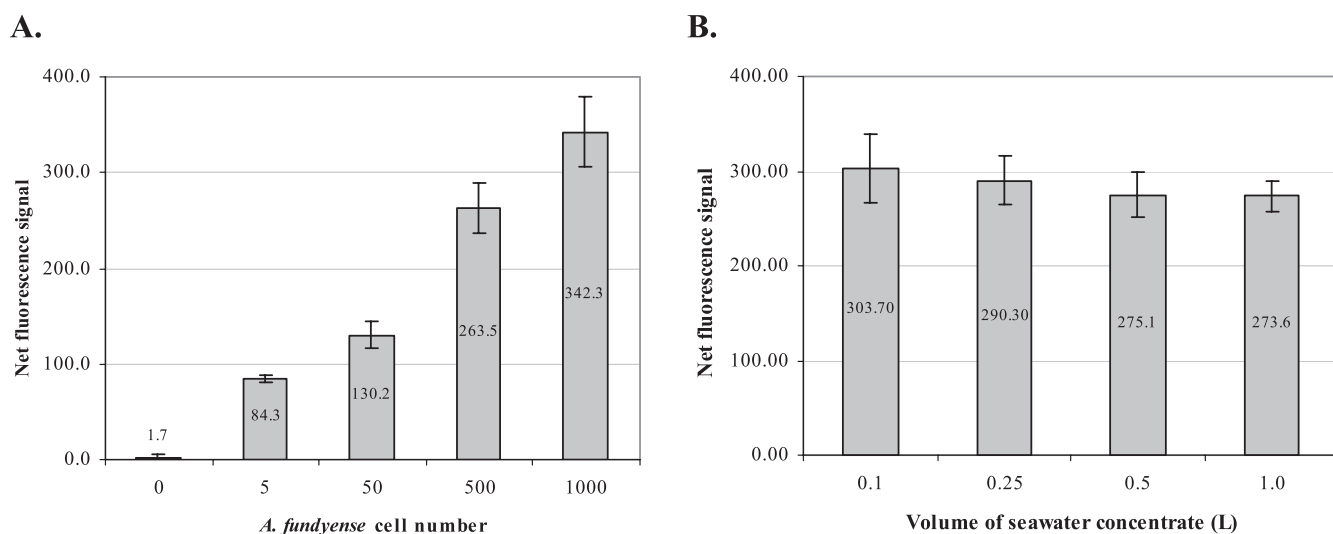 A.
400.0
300.0
200.0
100.0
0.0
Net fluorescence signal
1.7
84.3
130.2
263.5
342.3
0 5 50 500 1000
A. fundyense cell number
B.
400.00
300.00
200.00
100.00
0.00
Net fluorescence signal
303.70
290.30
275.1
273.6
0.1 0.25 0.5 1.0
Volume of seawater concentrate (L)